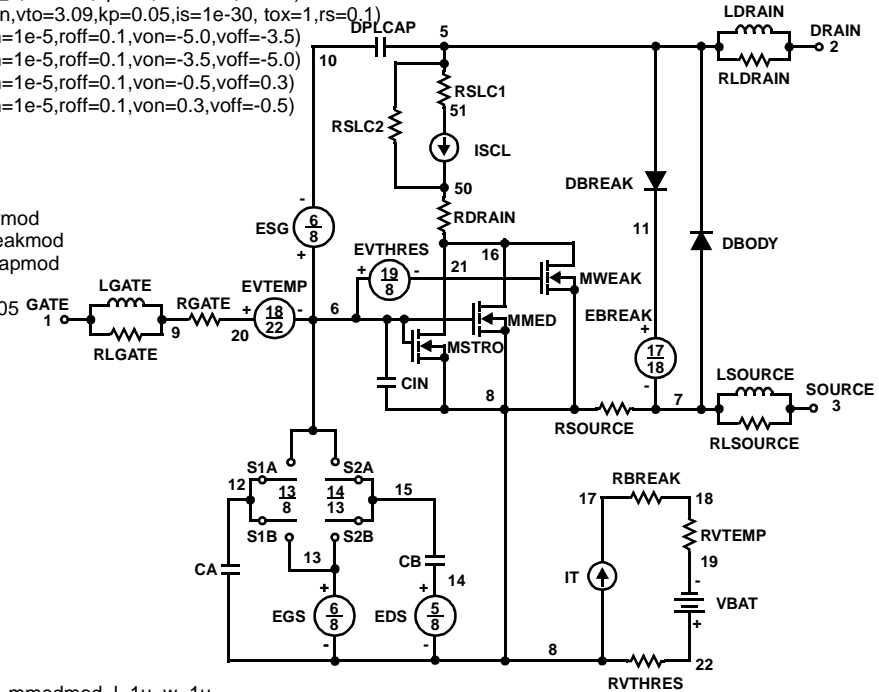 n,vto=3.09,kp=0.05,is=1e-30, tox=1,rs=0.1)
=1e-5,roff=0.1,von=-5.0,voff=-3.5)
=1e-5,roff=0.1,von=-3.5,voff=-5.0)
=1e-5,roff=0.1,von=-0.5,voff=0.3)
=1e-5,roff=0.1,von=0.3,voff=-0.5)
mod
eakmod
apmod
05
LDRAIN
DPLCAP
5
DRAIN
2
10
RLDRAIN
RSLC1
51
RSLC2
ISCL
50
DBREAK
RDRAIN
-
ESG
6
8
+
11
DBODY
EVTHRES
16
+
19
8
-
21
MWEAK
LGATE
EVTEMP
GATE
1
RGATE
+
18
22
-
6
EBREAK
+
MMED
9
20
RLGATE
MSTRO
17
18
-
CIN
LSOURCE
8
7
SOURCE
3
RSOURCE
RLSOURCE
S1A
S2A
12
13
8
14
13
15
RBREAK
17
18
S1B
S2B
13
RVTEMP
CA
CB
19
+
+
14
IT
-
VBAT
EGS
6
8
EDS
5
8
+
-
-
8
22
RVTHRES
mmedmod l=1u w=1u